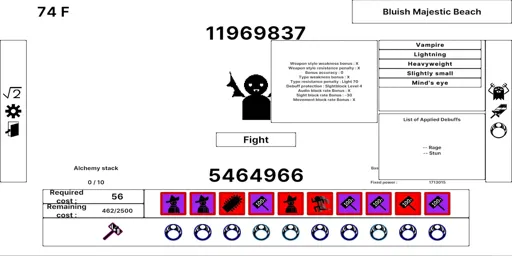 74 F
Bluish Majestic Beach
11969837
Weapon style weakness bonus : X
Weapon style resistance penalty : X
Bonus accuracy : 0
Type weakness bonus : X
Type resistance penalty : Light 70
Debuff protection : Sightblock Level 4
Audio block rate Bonus : X
Sight block rate Bonus : -30
Movement block rate Bonus : X
Vampire
Lightning
Heavyweight
Slightly small
Mind's eye
List of Applied Debuffs
--- Rage
--- Stun
√2
Fight
Alchemy stack
0 / 10
5464966
Fixed power :
1713015
Required cost :
56
Remaining cost :
462/2500